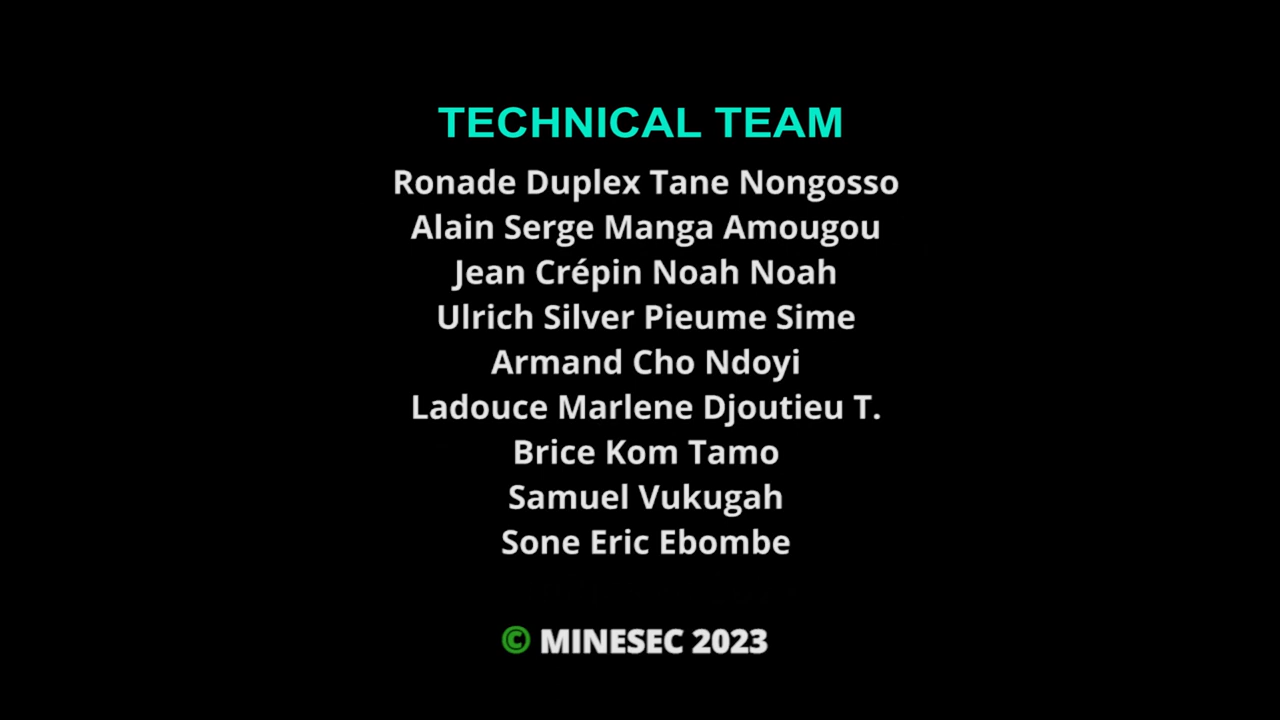 TECHNICAL TEAM
Ronade Duplex Tane Nongosso
Alain Serge Manga Amougou
Jean Crépin Noah Noah
Ulrich Silver Pieume Sime
Armand Cho Ndoyi
Ladouce Marlene Djoutieu T.
Brice Kom Tamo
Samuel Vukugah
Sone Eric Ebombe
© MINESEC 2023